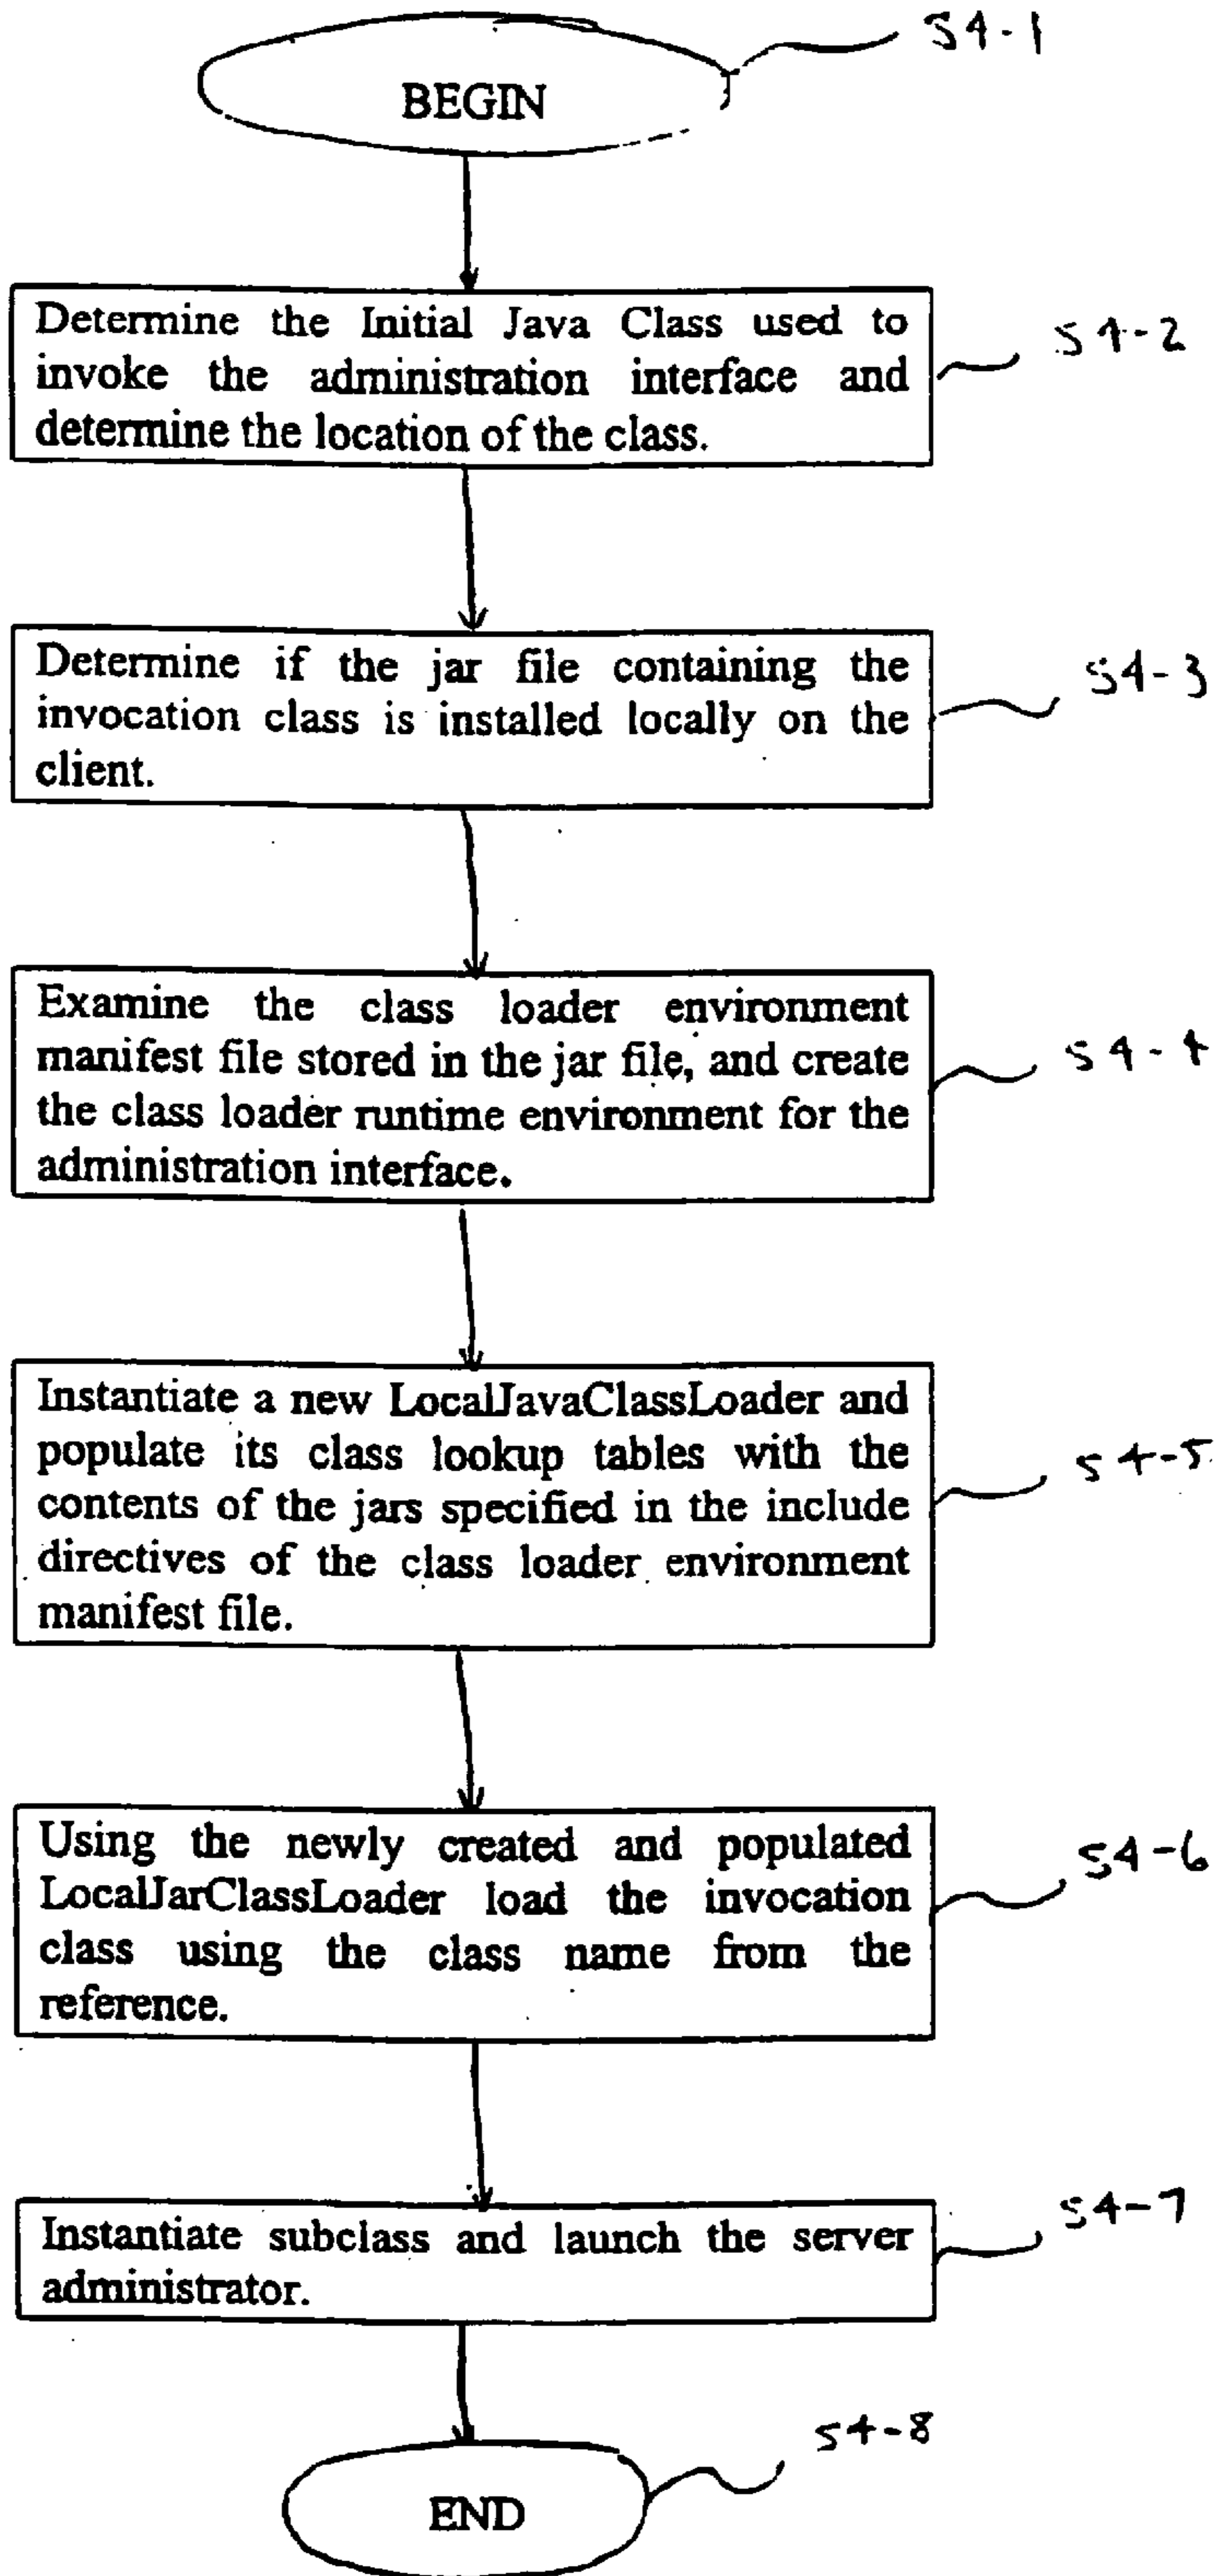 S4-1
BEGIN
Determine the Initial Java Class used to
invoke the administration interface and
determine the location of the class.
S4-2
Determine if the jar file containing the
invocation class is installed locally on the
client.
S4-3
Examine the class loader environment
manifest file stored in the jar file, and create
the class loader runtime environment for the
administration interface.
S4-4
Instantiate a new LocalJavaClassLoader and
populate its class lookup tables with the
contents of the jars specified in the include
directives of the class loader environment
manifest file.
S4-5
Using the newly created and populated
LocalJarClassLoader load the invocation
class using the class name from the
reference.
S4-6
Instantiate subclass and launch the server
administrator.
S4-7
S4-8
END